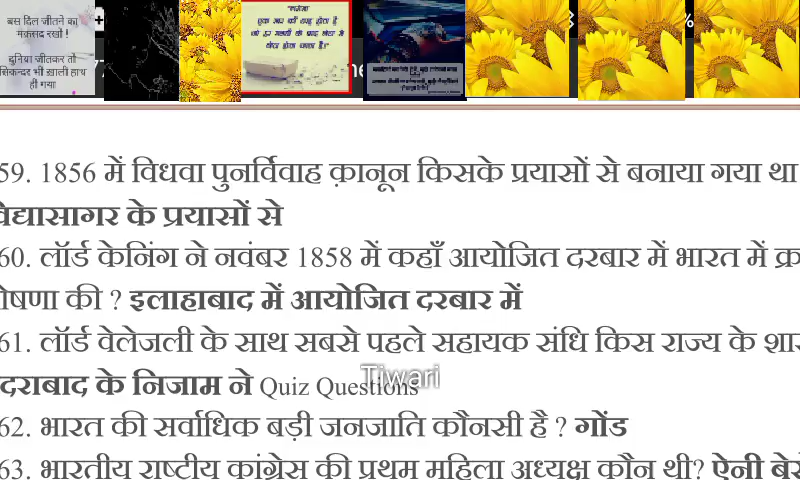 बस दिल जीतने का
मक़सद रखो !
दुनिया जीतकर तो
सिकन्दर भी ख़ाली हाथ
ही गया
59. 1856 में विधवा पुनर्विवाह क़ानून किसके प्रयासों से बनाया गया था
विद्यासागर के प्रयासों से
60. लॉर्ड केनिंग ने नवंबर 1858 में कहाँ आयोजित दरबार में भारत में क्र
ोषणा की ? इलाहाबाद में आयोजित दरबार में
61. लॉर्ड वेलेजली के साथ सबसे पहले सहायक संधि किस राज्य के शास
दराबाद के निजाम ने Quiz Questions
Tiwari
62. भारत की सर्वाधिक बड़ी जनजाति कौनसी है ? गोंड
63. भारतीय राष्टीय कांग्रेस की प्रथम महिला अध्यक्ष कौन थी? ऐनी बेसे